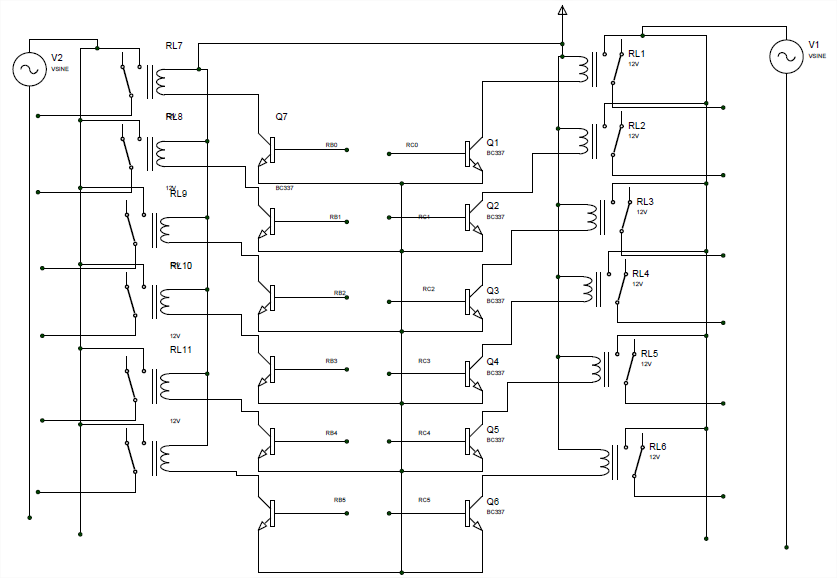 V2
VSINE
RL7
RL8
12V
RL9
RL10
12V
RL11
12V
Q7
BC337
RB0
RB1
RB2
RB3
RB4
RB5
RC0
RC1
RC2
RC3
RC4
RC5
Q1
BC337
Q2
BC337
Q3
BC337
Q4
BC337
Q5
BC337
Q6
BC337
RL1
12V
RL2
12V
RL3
12V
RL4
12V
RL5
12V
RL6
12V
V1
VSINE